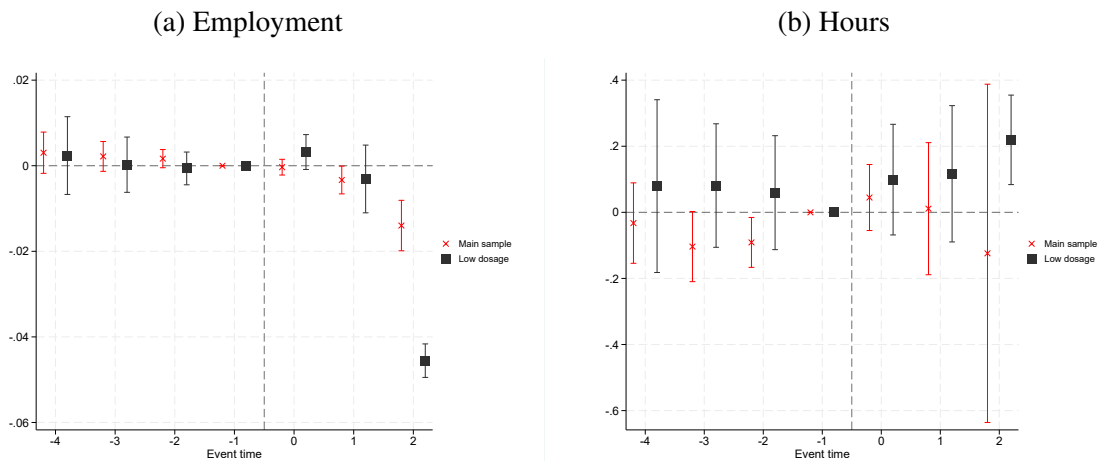 (a) Employment
.02
0
-.02
-.04
-.06
-4 -3 -2 -1 0 1 2
Event time
Main sample
Low dosage
(b) Hours
.4
.2
0
-.2
-.4
-.6
-4 -3 -2 -1 0 1 2
Event time
Main sample
Low dosage